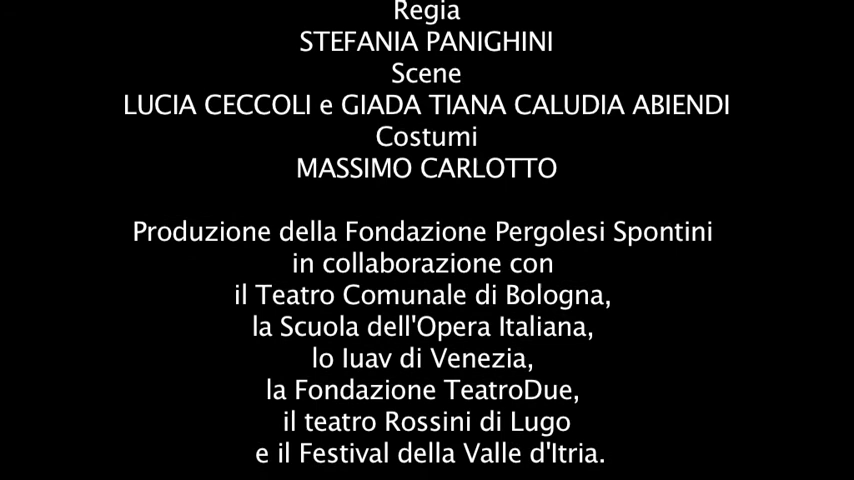 Regia
STEFANIA PANIGHINI
Scene
LUCIA CECCOLI e GIADA TIANA CALUDIA ABIENDI
Costumi
MASSIMO CARLOTTO
Produzione della Fondazione Pergolesi Spontini
in collaborazione con
il Teatro Comunale di Bologna,
la Scuola dell'Opera Italiana,
lo Iuav di Venezia,
la Fondazione TeatroDue,
il teatro Rossini di Lugo
e il Festival della Valle d'Itria.